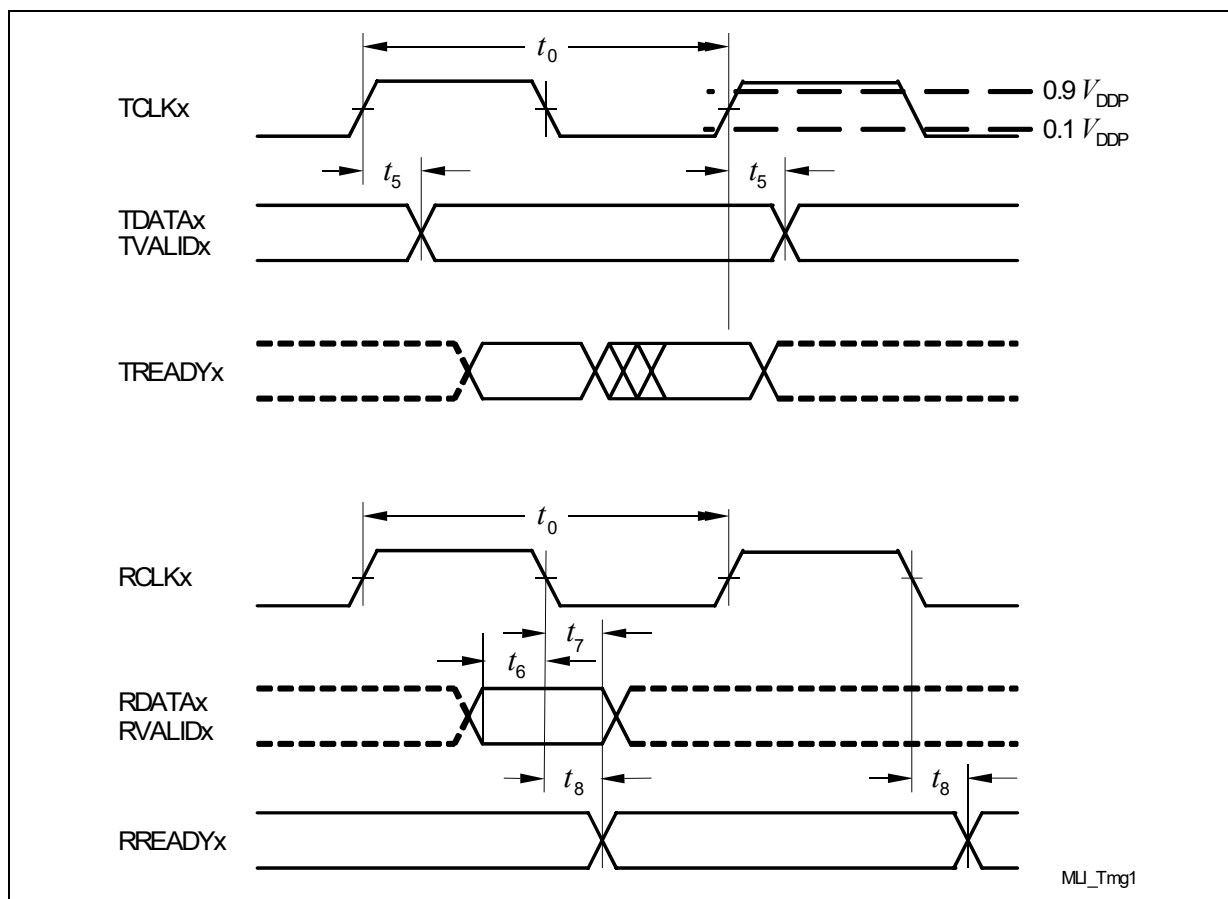 t0
TCLKx
0.9 VDDP
0.1 VDDP
t5
t5
TDATAx
TVALIDx
TREADYx
t0
RCLKx
t7
t6
RDATAx
RVALIDx
t8
t8
RREADYx
MLI_Tmg1